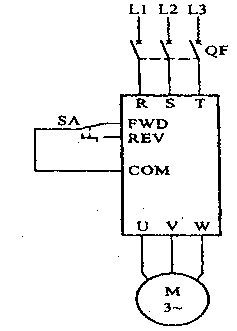 L1 L2 L3
QF
R S T
SA
FWD
REV
COM
U V W
M
3~